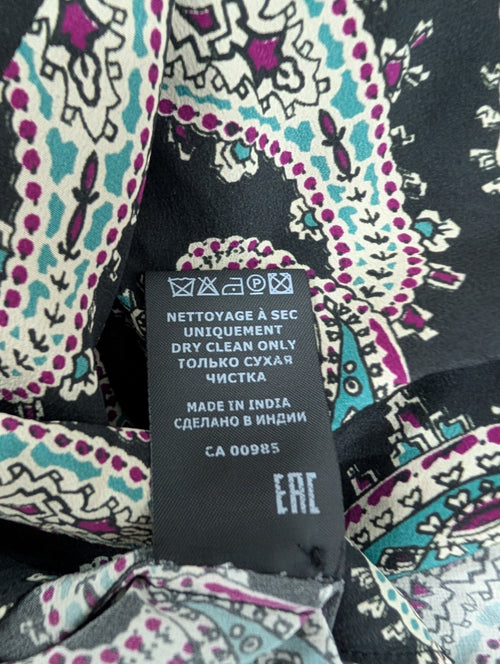 NETTOYAGE À SEC
UNIQUEMENT
DRY CLEAN ONLY
ТОЛЬКО СУХАЯ
ЧИСТКА
MADE IN INDIA
СДЕЛАНО В ИНДИИ
CA 00985
EAC